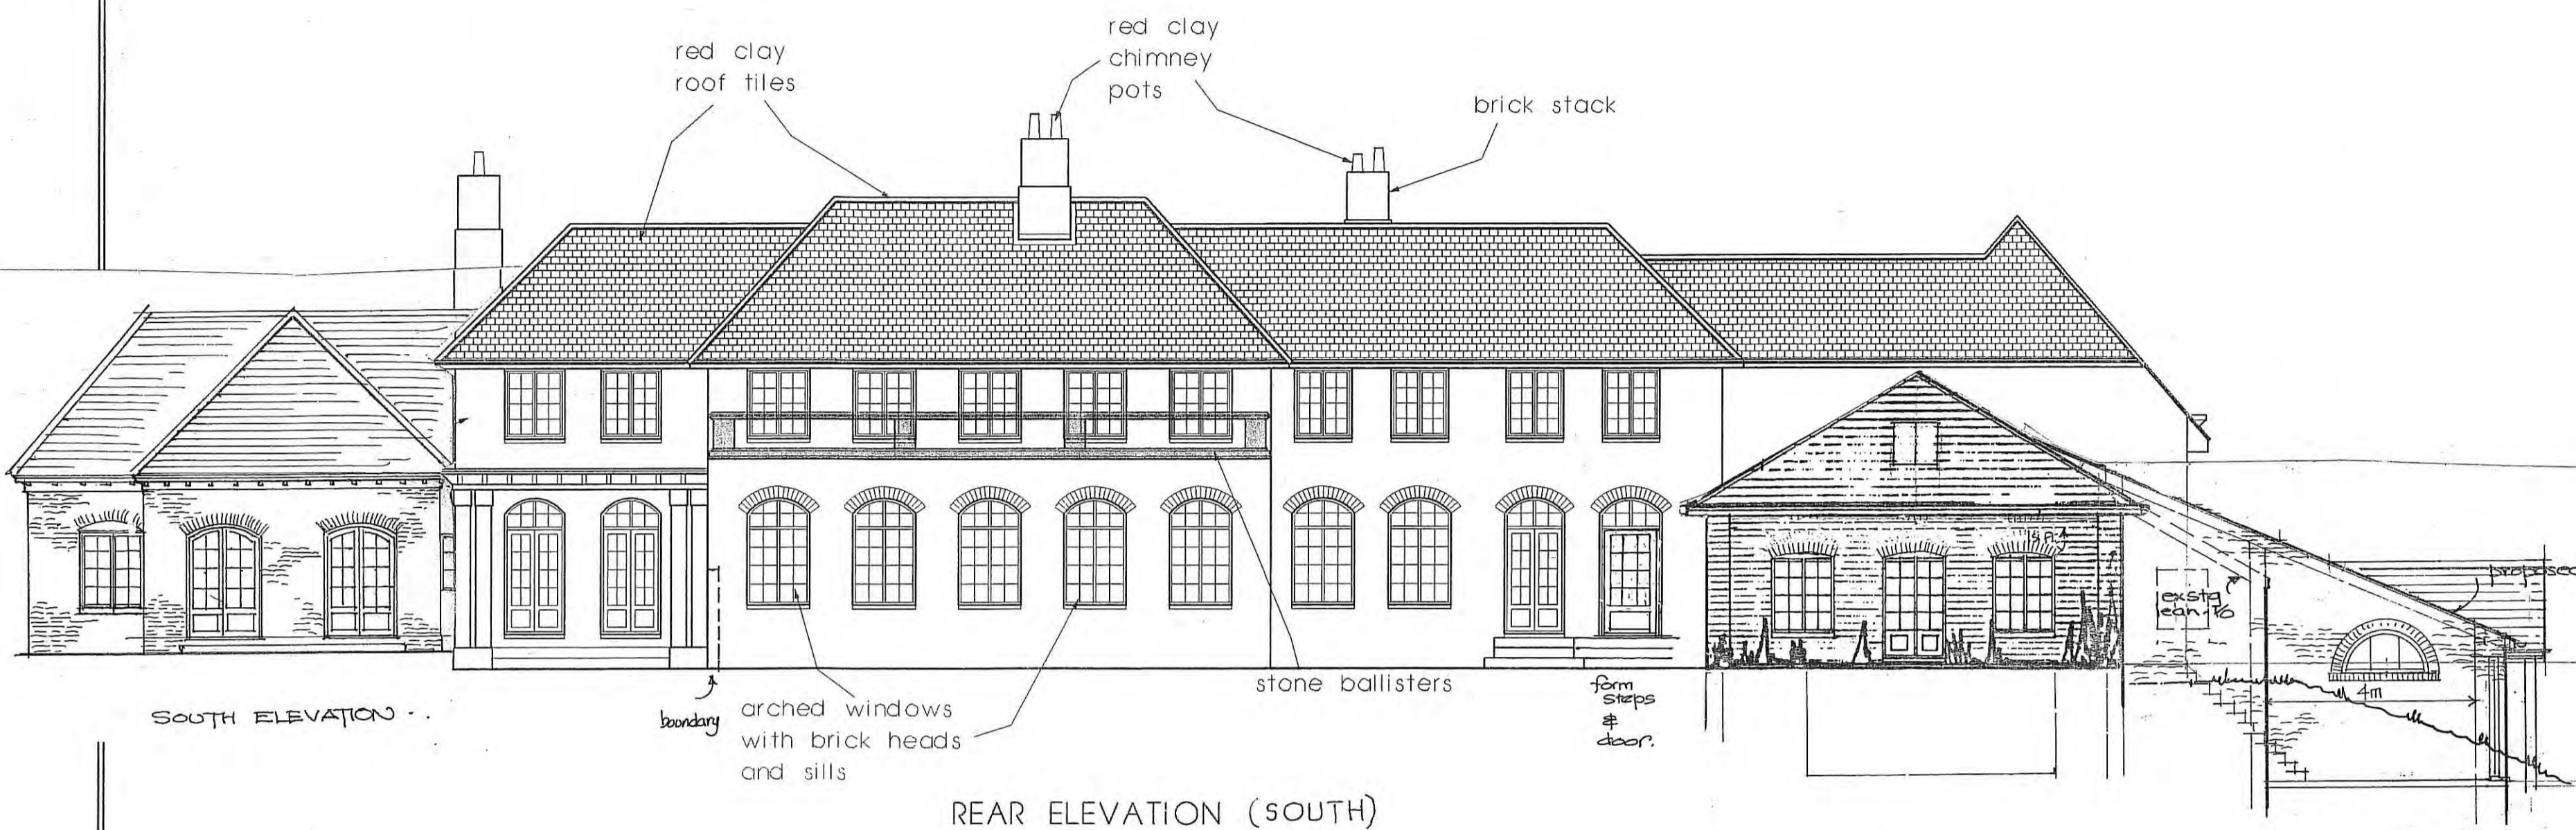 red clay
roof tiles
red clay
chimney
pots
brick stack
SOUTH ELEVATION
boundary
arched windows
with brick heads
and sills
stone ballisters
form
steps
&
door.
exstg
4m
REAR ELEVATION (SOUTH)